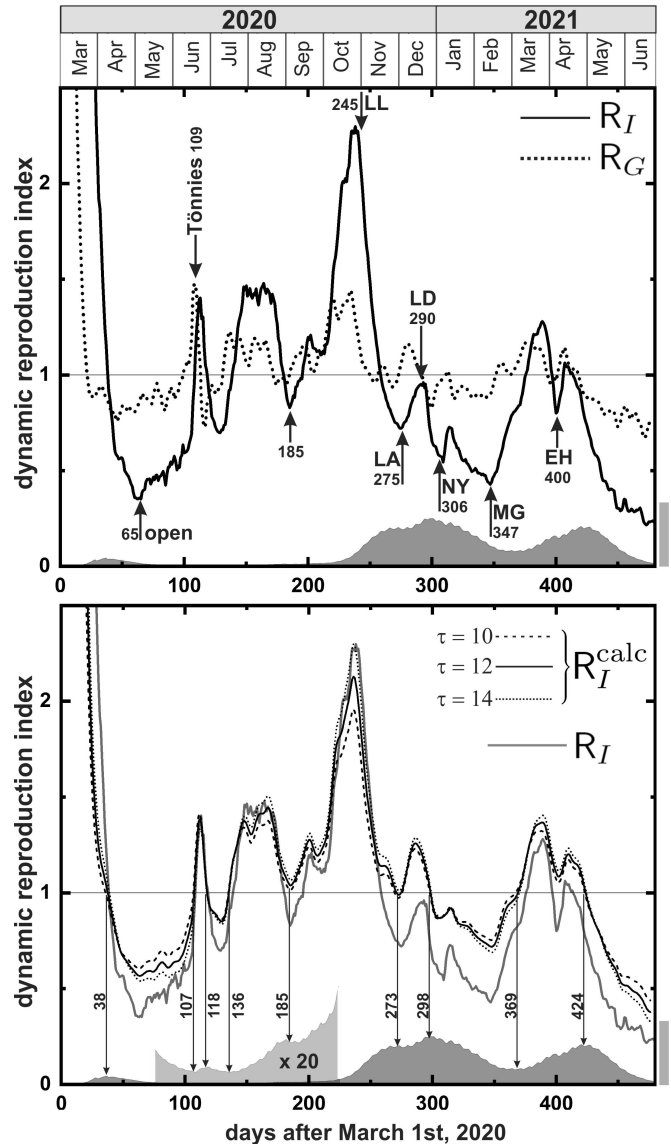 2020 2021
Mar Apr May Jun Jul Aug Sep Oct Nov Dec Jan Feb Mar Apr May Jun
dynamic reproduction index
2
1
0
Tönnies 109
245 LL
R_I
R_G
LD
290
185
LA
275
NY
306
MG
347
EH
400
65 open
0 100 200 300 400
dynamic reproduction index
2
1
0
τ = 10
τ = 12
τ = 14
R_I^calc
R_I
38
107
118
136
185
273
298
369
424
x 20
0 100 200 300 400
days after March 1st, 2020